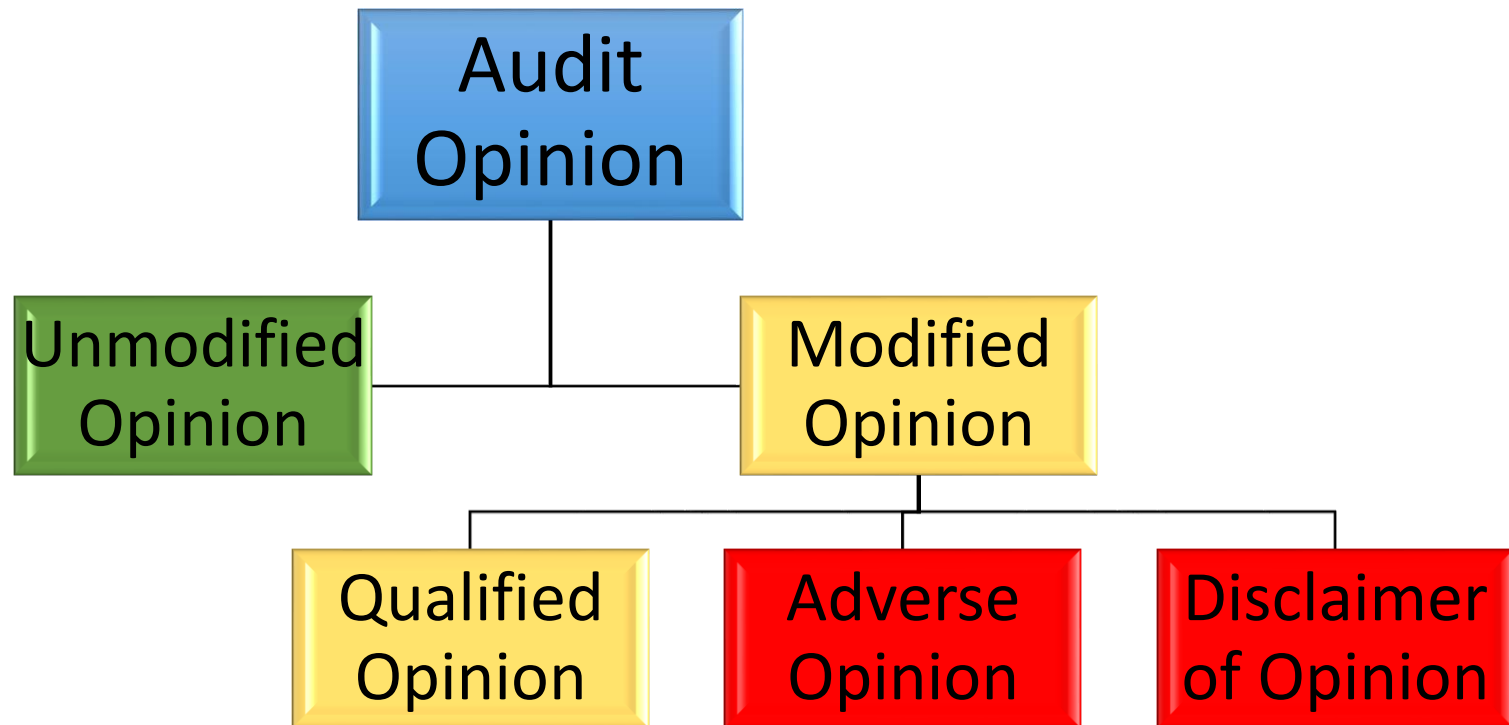 Audit
Opinion
Unmodified
Opinion
Modified
Opinion
Qualified
Opinion
Adverse
Opinion
Disclaimer
of Opinion